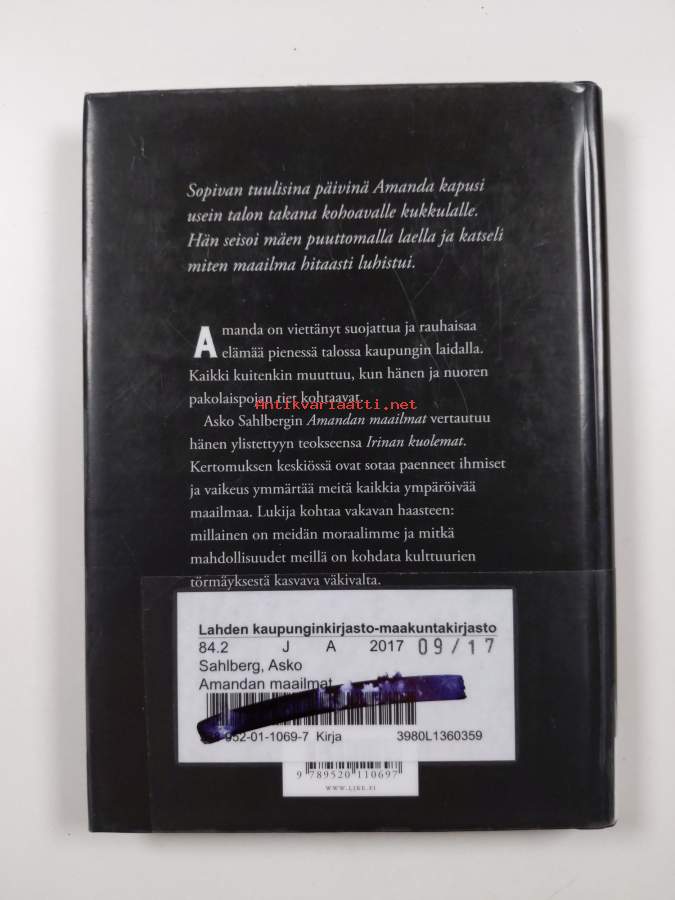 Sopivan tuulisina päivinä Amanda kapusi
usein talon takana kohoavalle kukkulalle.
Hän seisoi mäen puuttomalla laella ja katseli
miten maailma hitaasti luhistui.
Amanda on viettänyt suojattua ja rauhaisaa
elämää pienessä talossa kaupungin laidalla.
Kaikki kuitenkin muuttuu, kun hänen ja nuoren
pakolaispojan tiet kohtaavat.
Antikvariaatti.net
Asko Sahlbergin Amandan maailmat vertautuu
hänen ylistettyyn teokseensa Irinan kuolemat.
Kertomuksen keskiössä ovat sotaa paenneet ihmiset
ja vaikeus ymmärtää meitä kaikkia ympäröivää
maailmaa. Lukija kohtaa vakavan haasteen:
millainen on meidän moraalimme ja mitkä
mahdollisuudet meillä on kohdata kulttuurien
törmäyksestä kasvava väkivalta.
Lahden kaupunginkirjasto-maakuntakirjasto
84.2 J A 2017 09/17
Sahlberg, Asko
Amandan maailmat
952-01-1069-7 Kirja 3980L1360359
9 789520 110697
WWW.LIKE.FI